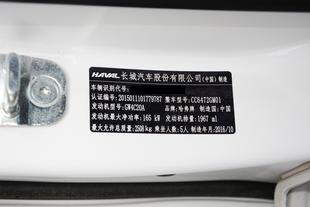 HAVAL 长城汽车股份有限公司(中国)制造
车辆识别代号:
认证编号:2015011101779787 整车型号:CC6472GM01
发动机型号:GW4C20A 品牌:哈弗牌 制造国:中国
发动机最大净功率:165 kW 发动机排量:1967 ml
最大允许总质量:2508kg 乘坐人数:5人 制造年月:2016/10